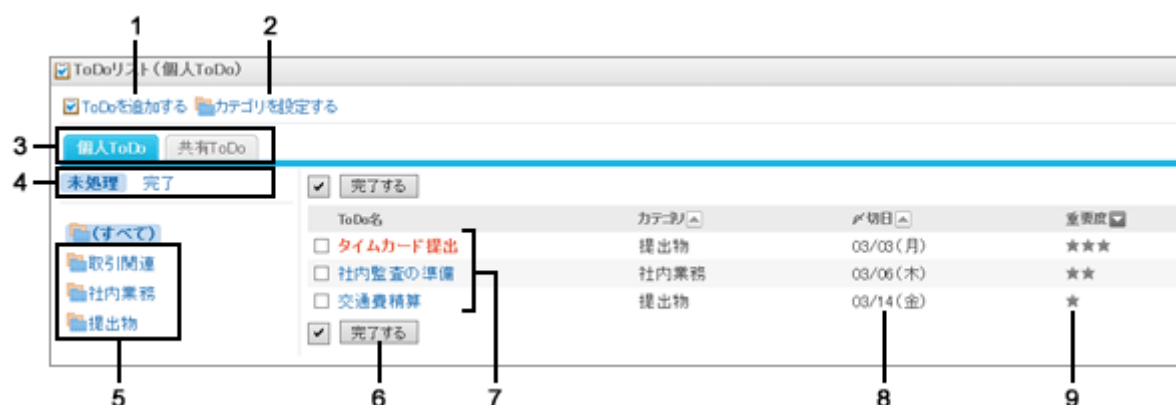 1 2
ToDoリスト(個人ToDo)
ToDoを追加する カテゴリを設定する
3 個人ToDo 共有ToDo
4 未処理 完了 完了する
ToDo名 カテゴリ 〆切日 重要度
(すべて) タイムカード提出 提出物 03/03(月) ★★★
取引関連 社内監査の準備 社内業務 03/06(木) ★★
社内業務 交通費精算 提出物 03/14(金) ★
提出物 完了する
5 6 7 8 9